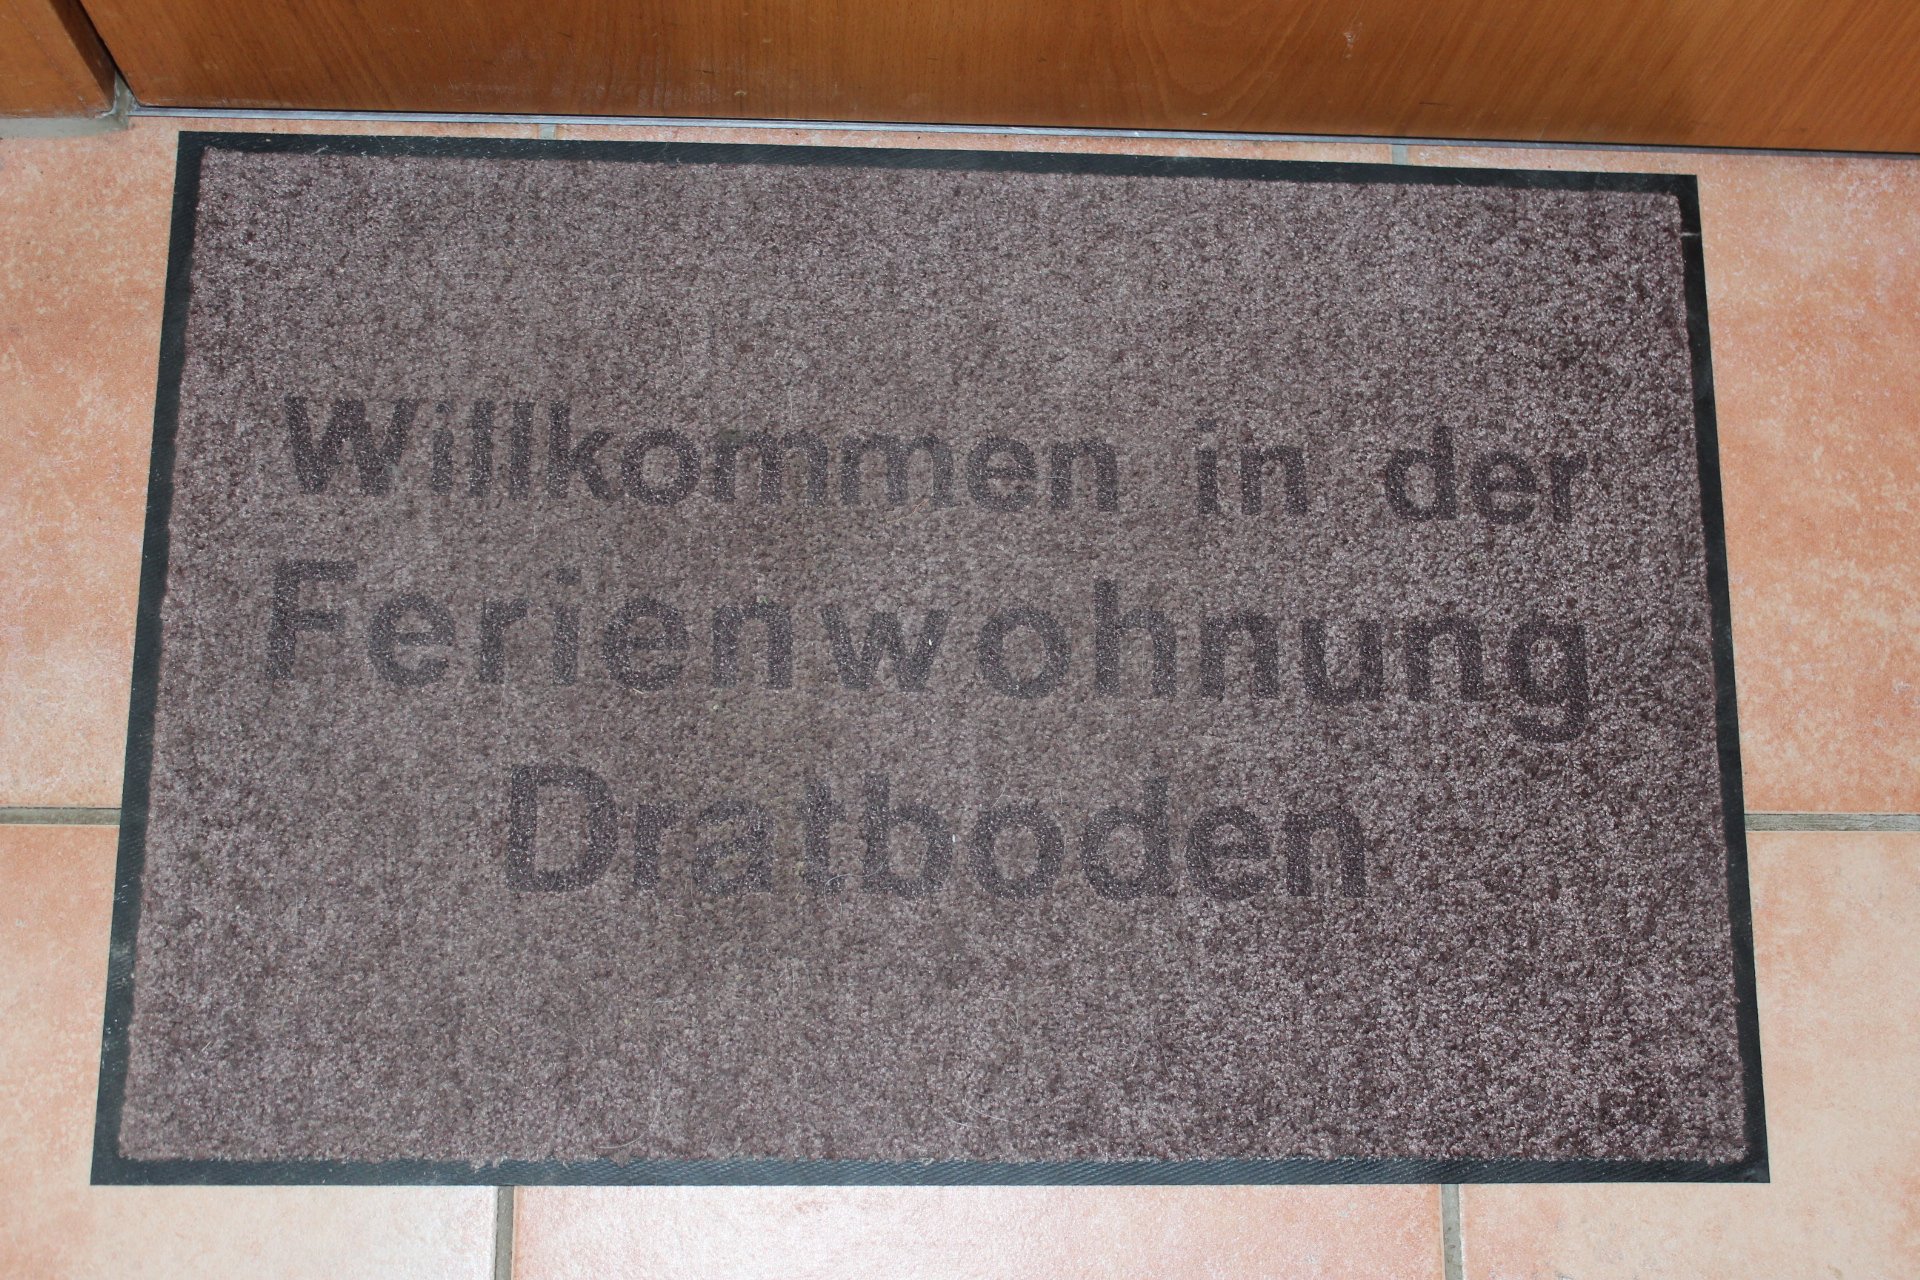 Willkommen in der
Ferienwohnung
Dratboden